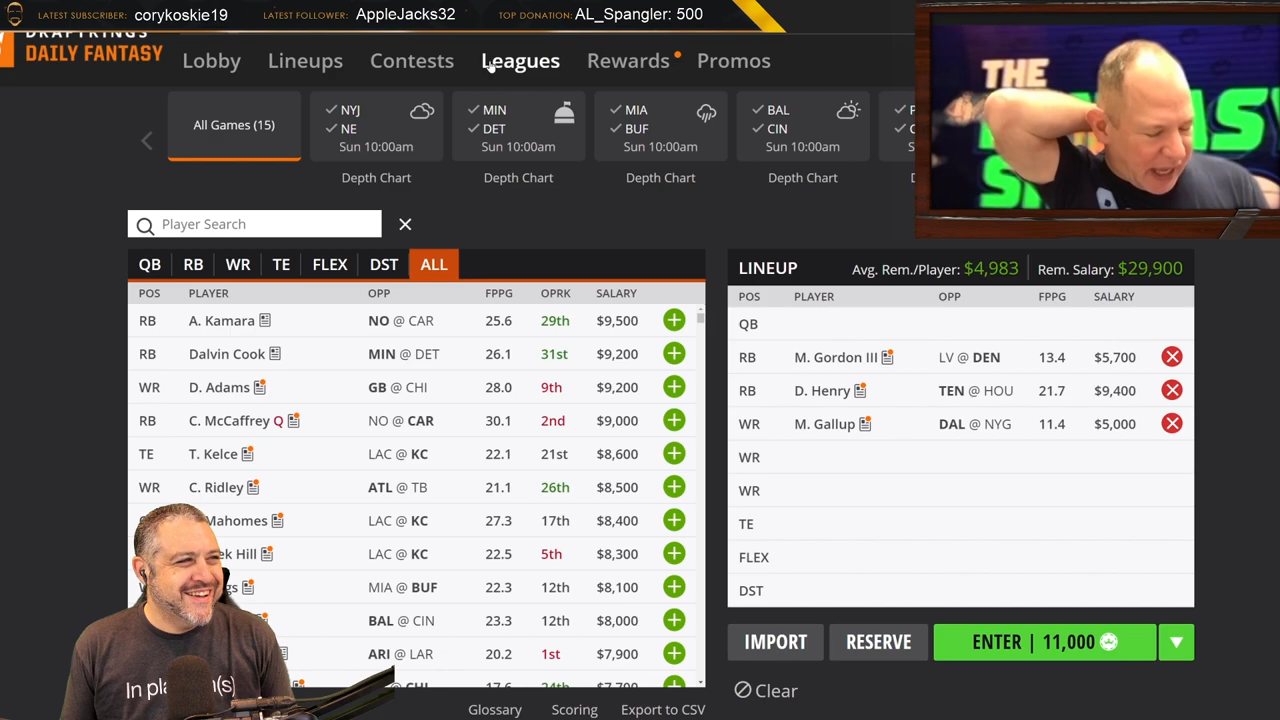 LATEST SUBSCRIBER: corykoskie19 LATEST FOLLOWER: AppleJacks32 TOP DONATION: AL_Spangler: 500
DRAFTKINGS
DAILY FANTASY
Lobby Lineups Contests Leagues Rewards Promos
All Games (15)
NYJ
NE
Sun 10:00am
Depth Chart
MIN
DET
Sun 10:00am
Depth Chart
MIA
BUF
Sun 10:00am
Depth Chart
BAL
CIN
Sun 10:00am
Depth Chart
THE
Player Search
QB RB WR TE FLEX DST ALL
POS PLAYER OPP FPPG OPRK SALARY
RB A. Kamara NO @ CAR 25.6 29th $9,500
RB Dalvin Cook MIN @ DET 26.1 31st $9,200
WR D. Adams GB @ CHI 28.0 9th $9,200
RB C. McCaffrey Q NO @ CAR 30.1 2nd $9,000
TE T. Kelce LAC @ KC 22.1 21st $8,600
WR C. Ridley ATL @ TB 21.1 26th $8,500
Mahomes LAC @ KC 27.3 17th $8,400
ek Hill LAC @ KC 22.5 5th $8,300
gs MIA @ BUF 22.3 12th $8,100
BAL @ CIN 23.3 12th $8,000
ARI @ LAR 20.2 1st $7,900
In pla (s)
Glossary Scoring Export to CSV
LINEUP Avg. Rem./Player: $4,983 Rem. Salary: $29,900
POS PLAYER OPP FPPG SALARY
QB
RB M. Gordon III LV @ DEN 13.4 $5,700
RB D. Henry TEN @ HOU 21.7 $9,400
WR M. Gallup DAL @ NYG 11.4 $5,000
WR
WR
TE
FLEX
DST
IMPORT RESERVE ENTER | 11,000
Clear